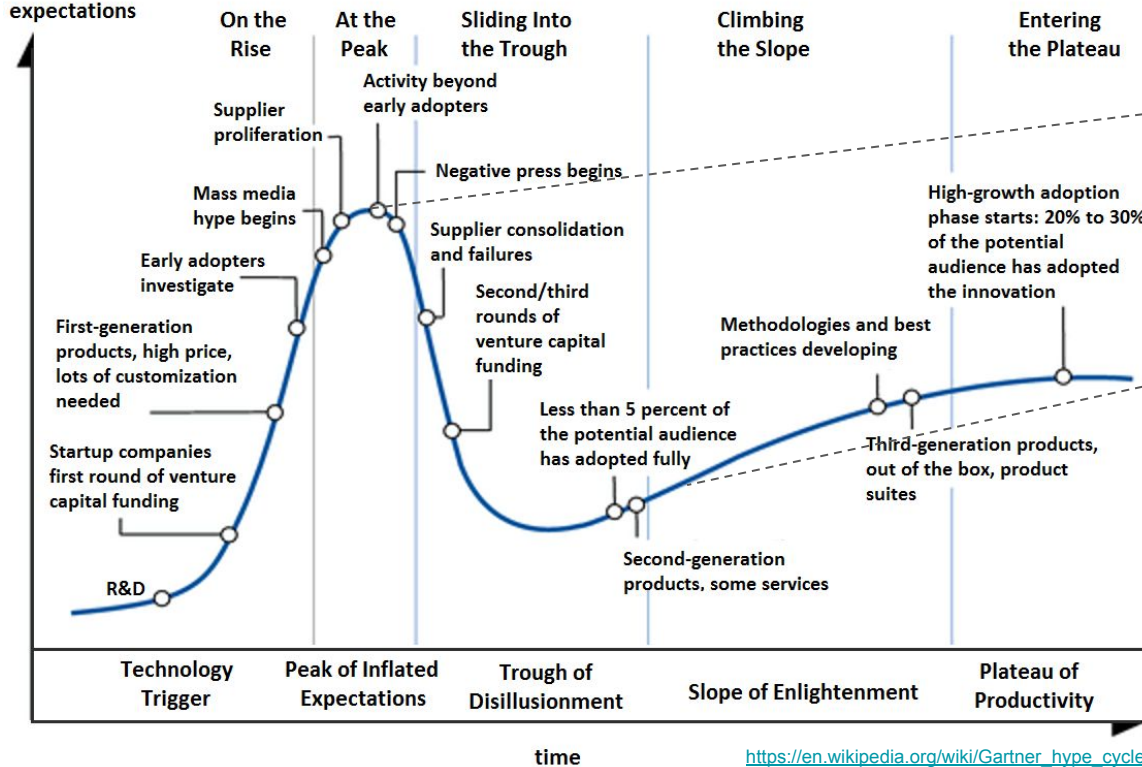 expectations
On the
Rise
At the
Peak
Sliding Into
the Trough
Climbing
the Slope
Entering
the Plateau
Activity beyond
early adopters
Supplier
proliferation
Negative press begins
Mass media
hype begins
High-growth adoption
phase starts: 20% to 30%
of the potential
audience has adopted
the innovation
Supplier consolidation
and failures
Early adopters
investigate
Second/third
rounds of
venture capital
funding
First-generation
products, high price,
lots of customization
needed
Methodologies and best
practices developing
Less than 5 percent of
the potential audience
has adopted fully
Startup companies
first round of venture
capital funding
Third-generation products,
out of the box, product
suites
Second-generation
products, some services
R&D
Technology
Trigger
Peak of Inflated
Expectations
Trough of
Disillusionment
Slope of Enlightenment
Plateau of
Productivity
time
https://en.wikipedia.org/wiki/Gartner_hype_cycle